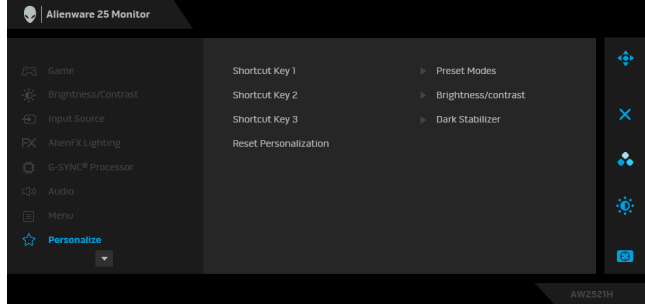 Alienware 25 Monitor
Game
Brightness/Contrast
Input Source
AlienFX Lighting
G-SYNC® Processor
Audio
Menu
Personalize
Shortcut Key 1 Preset Modes
Shortcut Key 2 Brightness/contrast
Shortcut Key 3 Dark Stabilizer
Reset Personalization
AW2521H